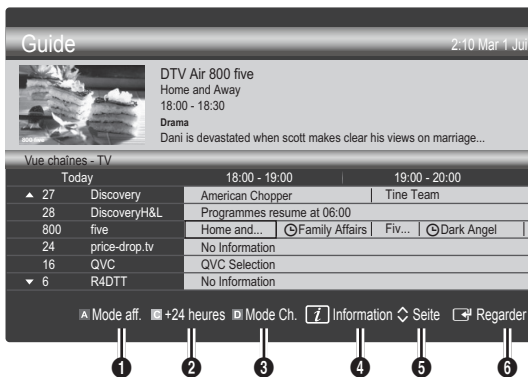 Guide
2:10 Mar 1 Jui
DTV Air 800 five
Home and Away
18:00 - 18:30
Drama
Dani is devastated when scott makes clear his views on marriage...
800 five
Vue chaînes - TV
Today 18:00 - 19:00 19:00 - 20:00
▲ 27 Discovery American Chopper Tine Team
28 DiscoveryH&L Programmes resume at 06:00
800 five Home and... Family Affairs Fiv... Dark Angel
24 price-drop.tv No Information
16 QVC QVC Selection
▼ 6 R4DTT No Information
A Mode aff. C +24 heures D Mode Ch. i Information Seite Regarder
1 2 3 4 5 6